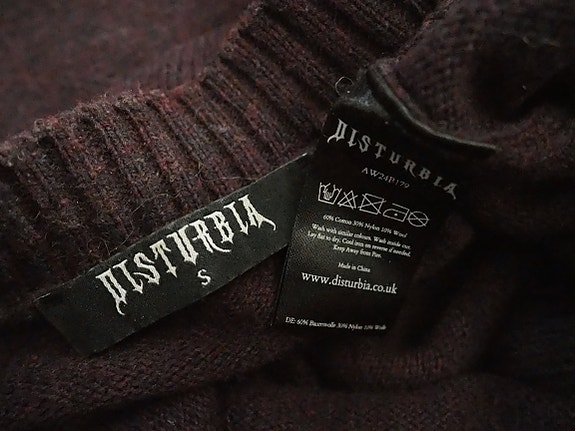 DISTURBIA
S
DISTURBIA
AW24P179
60% Cotton 30% Nylon 10% Wool
Wash with similar colours. Wash inside out.
Lay flat to dry. Cool iron on reverse if needed.
Keep Away from Fire.
Made in China
www.disturbia.co.uk
DE: 60% Baumwolle 30% Nylon 10% Wolle